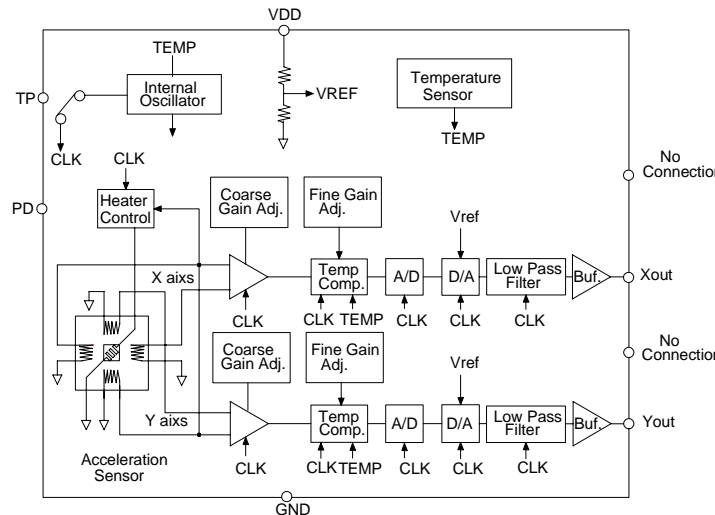 VDD
TEMP
Internal
Oscillator
TP
CLK
VREF
Temperature
Sensor
TEMP
No
Connection
CLK
PD
Heater
Control
Coarse
Gain Adj.
Fine Gain
Adj.
Vref
X aixs
Temp
Comp.
A/D
D/A
Low Pass
Filter
Buf.
Xout
CLK
CLK
TEMP
CLK
CLK
CLK
Coarse
Gain Adj.
Fine Gain
Adj.
Vref
No
Connection
Y aixs
Temp
Comp.
A/D
D/A
Low Pass
Filter
Buf.
Yout
CLK
CLK
TEMP
CLK
CLK
CLK
Acceleration
Sensor
GND